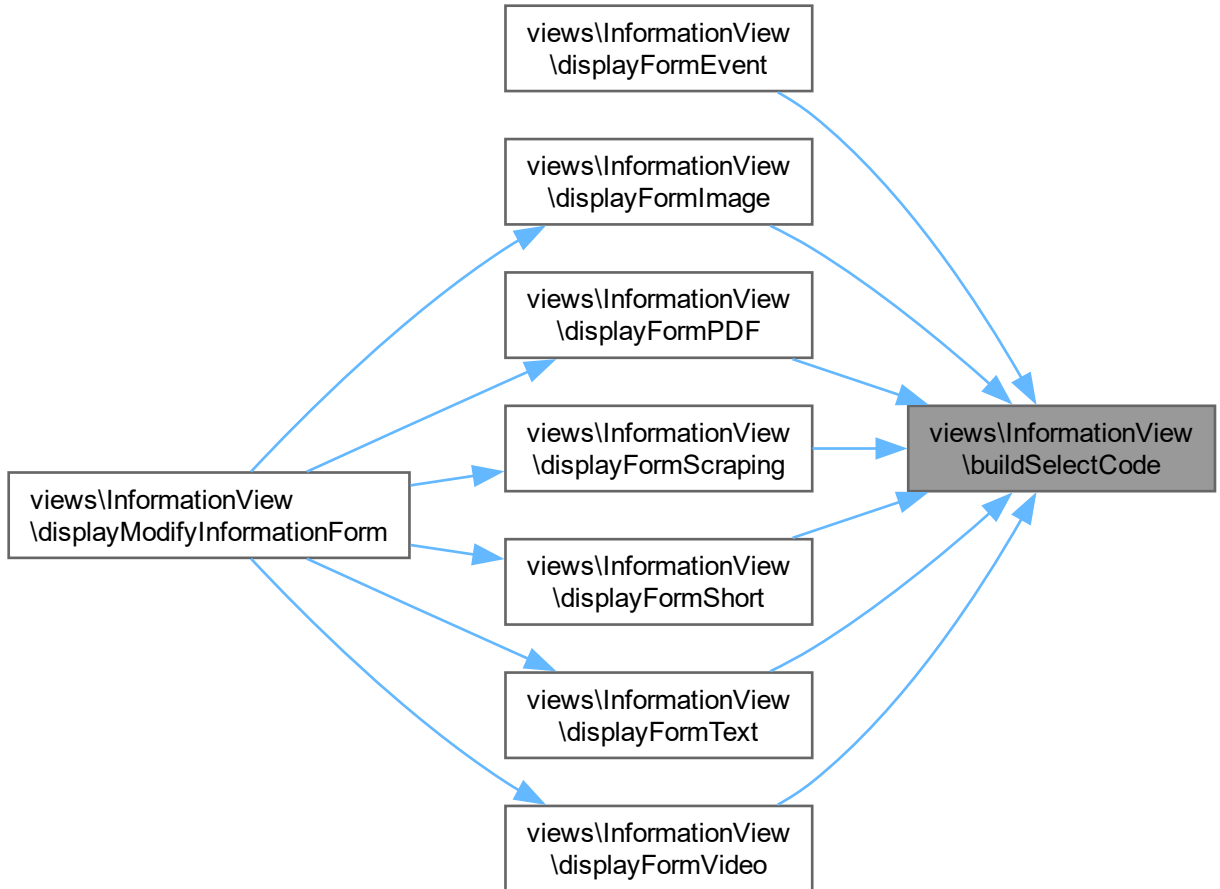 views\InformationView
\displayFormEvent
views\InformationView
\displayFormImage
views\InformationView
\displayFormPDF
views\InformationView
\displayFormScraping
views\InformationView
\buildSelectCode
views\InformationView
\displayModifyInformationForm
views\InformationView
\displayFormShort
views\InformationView
\displayFormText
views\InformationView
\displayFormVideo